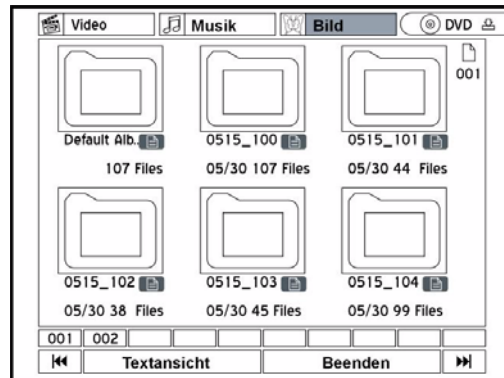 Video Musik Bild DVD
001
Default Alb.. 0515_100 0515_101
107 Files 05/30 107 Files 05/30 44 Files
0515_102 0515_103 0515_104
05/30 38 Files 05/30 45 Files 05/30 99 Files
001 002
Textansicht Beenden